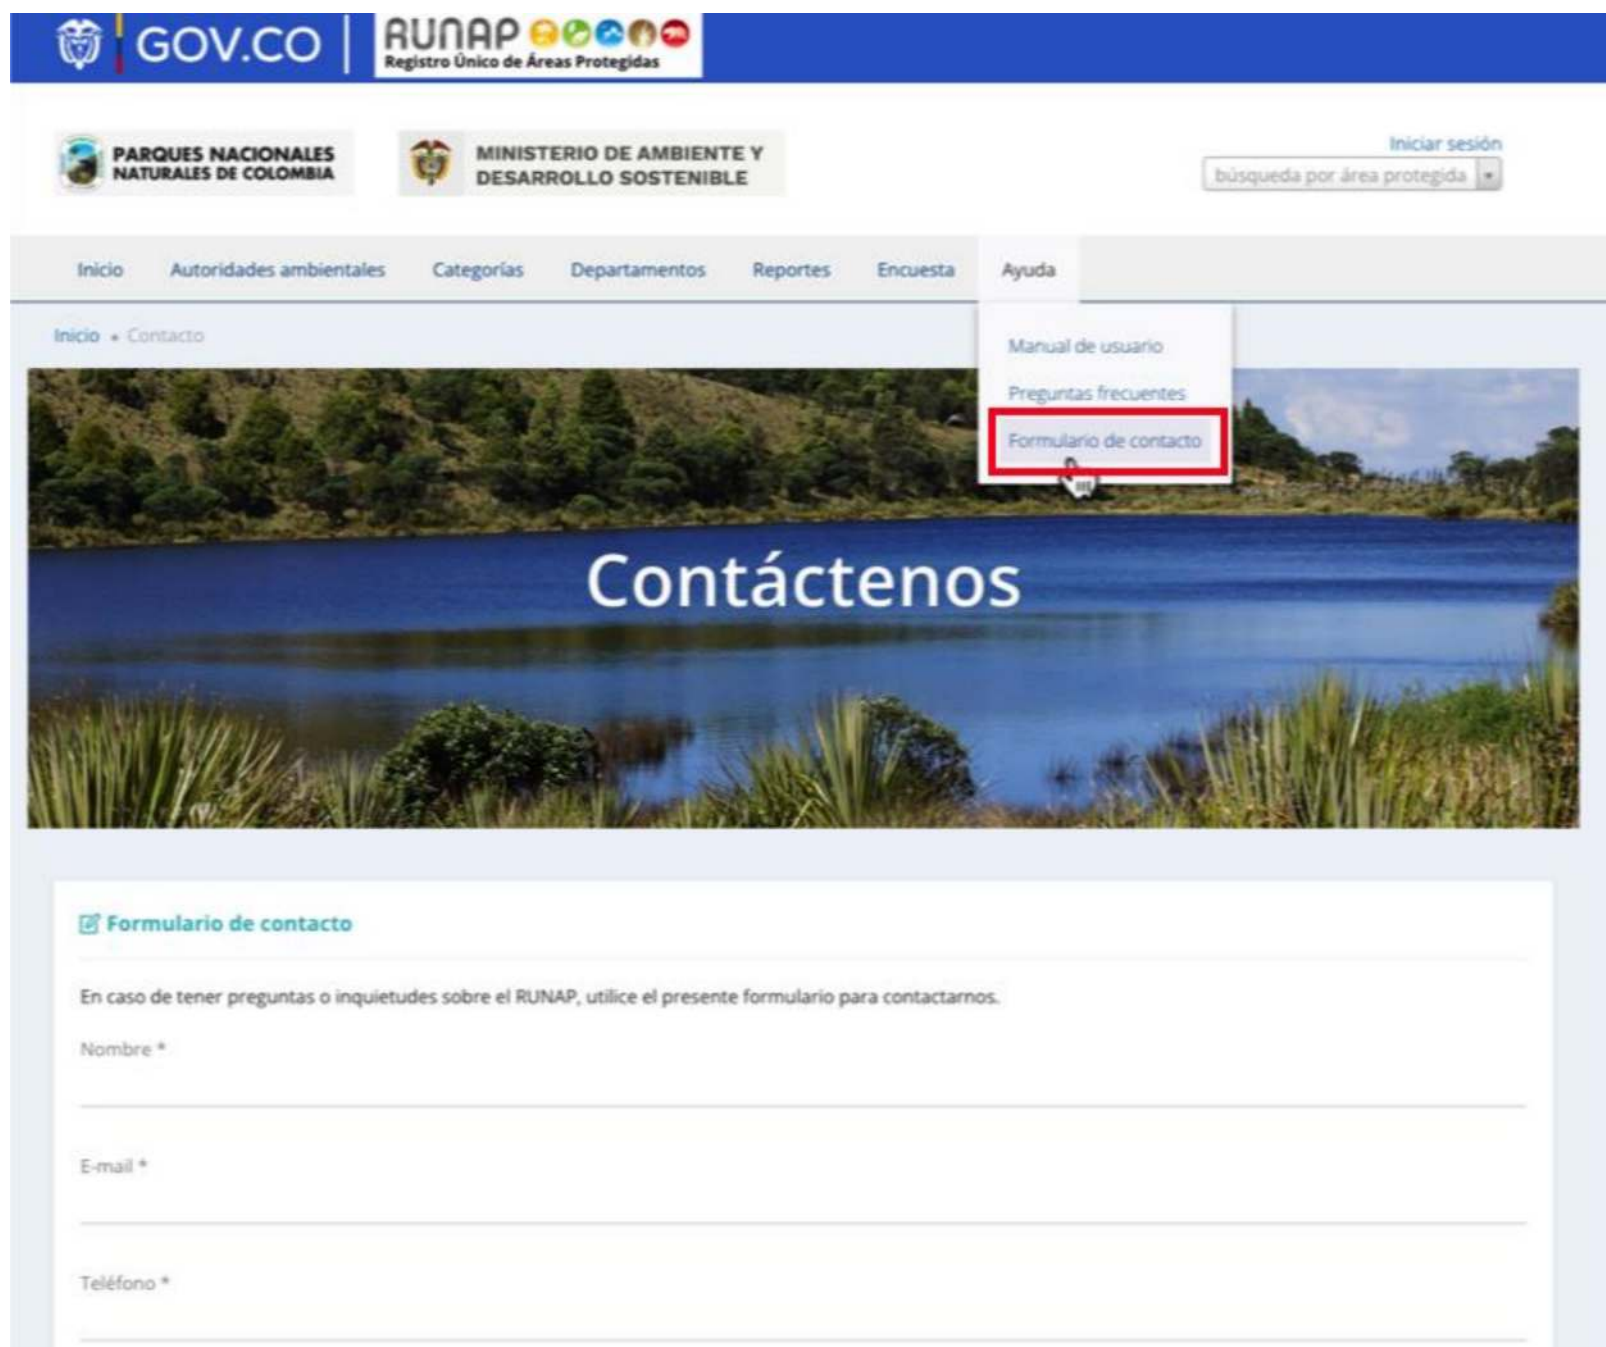 GOV.CO
RUNAP
Registro Único de Áreas Protegidas
PARQUES NACIONALES
NATURALES DE COLOMBIA
MINISTERIO DE AMBIENTE Y
DESARROLLO SOSTENIBLE
Iniciar sesión
búsqueda por área protegida
Inicio Autoridades ambientales Categorías Departamentos Reportes Encuesta Ayuda
Inicio • Contacto
Manual de usuario
Preguntas frecuentes
Formulario de contacto
Contáctenos
Formulario de contacto
En caso de tener preguntas o inquietudes sobre el RUNAP, utilice el presente formulario para contactarnos.
Nombre *
E-mail *
Teléfono *